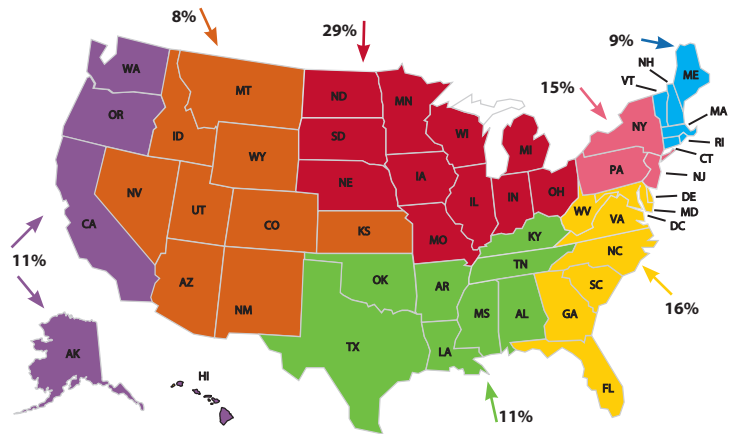 8%
29%
9%
NH
WA
VT
ME
MT
15%
ND
MN
OR
MA
NY
ID
SD
WI
RI
MI
CT
WY
PA
NJ
NE
IA
NV
OH
DE
IL
IN
UT
WV
MD
VA
CA
CO
DC
KS
KY
MO
NC
11%
TN
AZ
OK
AR
SC
NM
16%
MS
AL
GA
TX
AK
LA
HI
FL
11%